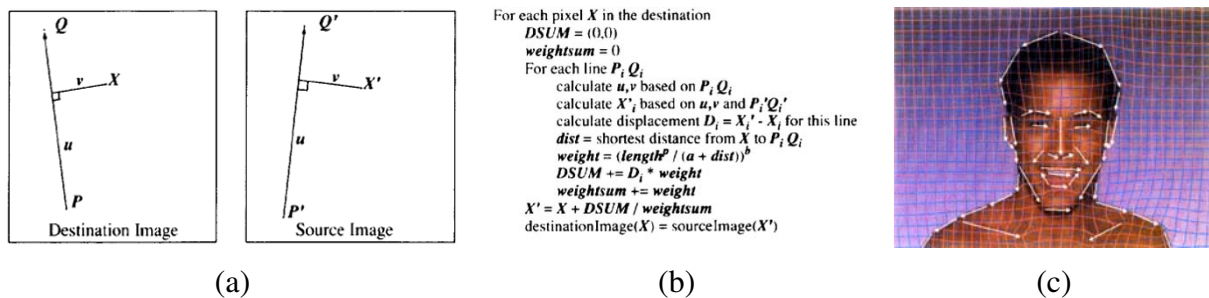 Q
v
X
u
P
Destination Image
Q'
v
X'
u
P'
Source Image
(a)
For each pixel X in the destination
DSUM = (0,0)
weightsum = 0
For each line Pᵢ Qᵢ
calculate u,v based on Pᵢ Qᵢ
calculate X'ᵢ based on u,v and Pᵢ'Qᵢ'
calculate displacement Dᵢ = Xᵢ' - Xᵢ for this line
dist = shortest distance from X to Pᵢ Qᵢ
weight = (lengthᵖ / (a + dist))ᵇ
DSUM += Dᵢ * weight
weightsum += weight
X' = X + DSUM / weightsum
destinationImage(X) = sourceImage(X')
(b)
(c)